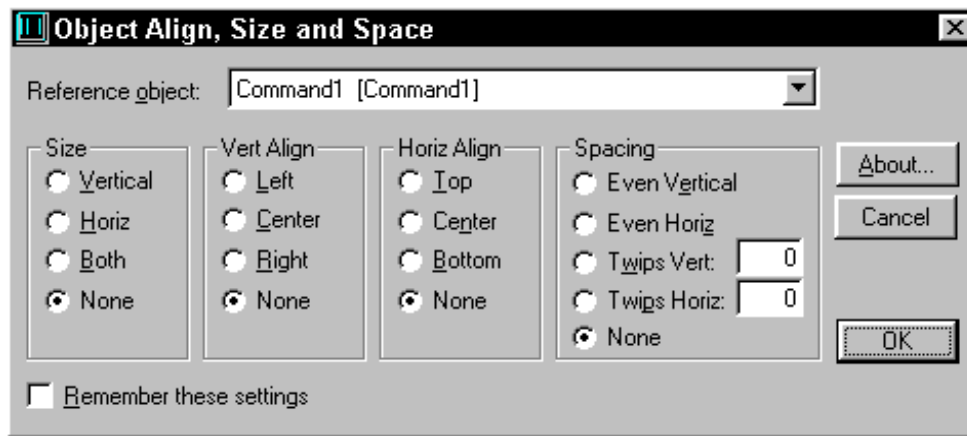 Object Align, Size and Space
Reference object: Command1 [Command1]
Size
Vertical
Horiz
Both
None
Vert Align
Left
Center
Right
None
Horiz Align
Top
Center
Bottom
None
Spacing
Even Vertical
Even Horiz
Twips Vert: 0
Twips Horiz: 0
None
About...
Cancel
OK
Remember these settings